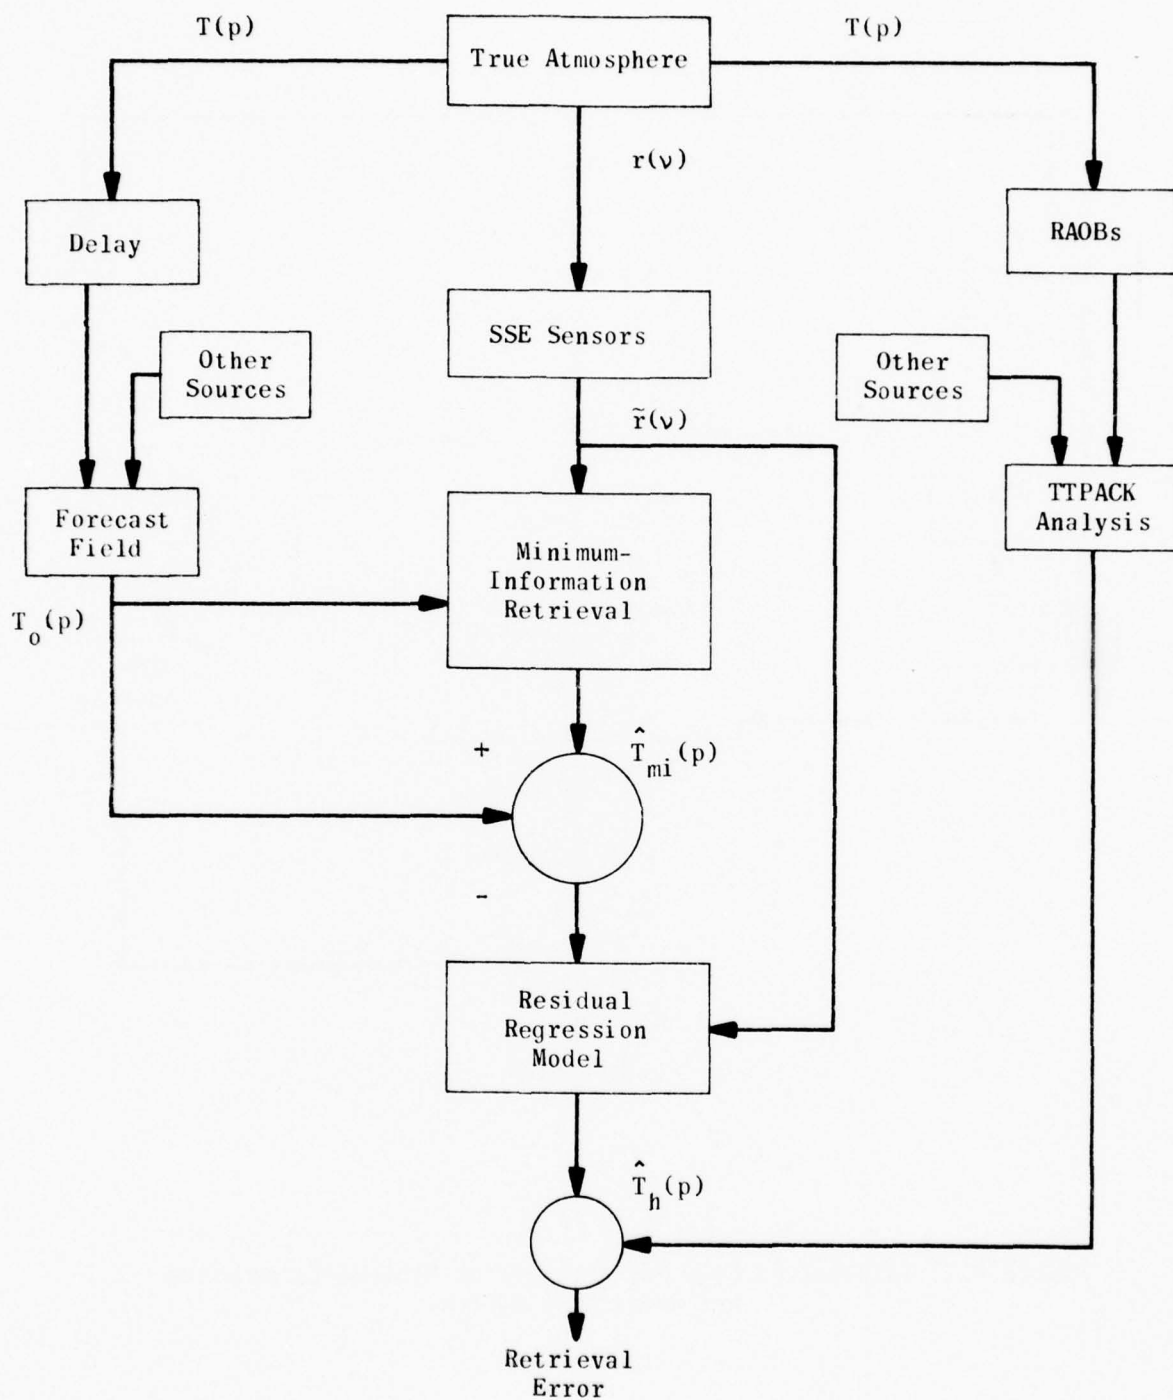 T(p)
True Atmosphere
T(p)
r(ν)
Delay
RAOBs
SSE Sensors
Other
Sources
Other
Sources
r̃(ν)
Forecast
Field
Minimum-
Information
Retrieval
TTPACK
Analysis
T_o(p)
+
T̂_mi(p)
-
Residual
Regression
Model
T̂_h(p)
Retrieval
Error